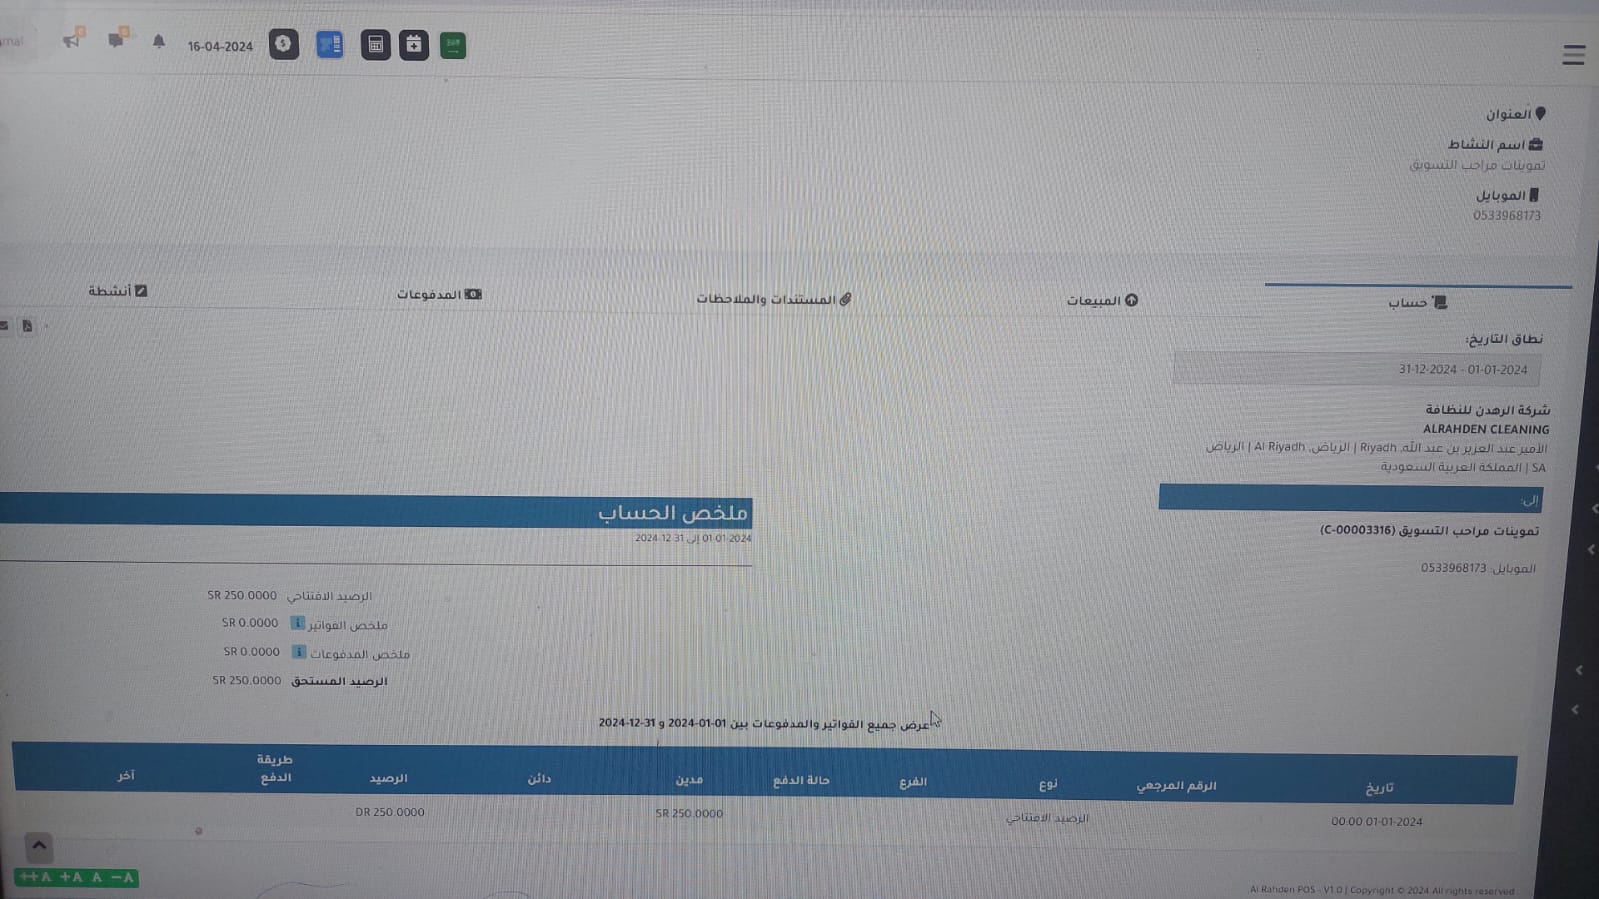 16-04-2024
العنوان
اسم النشاط
تموينات مراحب التسويق
الموبايل
0533968173
حساب
المبيعات
المستندات والملاحظات
المدفوعات
أنشطة
نطاق التاريخ:
31-12-2024 - 01-01-2024
شركة الرهدن للنظافة
ALRAHDEN CLEANING
الأمير عبد العزيز بن عبد الله, Riyadh | الرياض, Al Riyadh | الرياض
SA | المملكة العربية السعودية
إلى:
تموينات مراحب التسويق (C-00003316)
الموبايل: 0533968173
ملخص الحساب
01-01-2024 إلى 31-12-2024
الرصيد الافتتاحي SR 250.0000
ملخص الفواتير SR 0.0000
ملخص المدفوعات SR 0.0000
الرصيد المستحق SR 250.0000
عرض جميع الفواتير والمدفوعات بين 01-01-2024 و 31-12-2024
تاريخ الرقم المرجعي نوع الفرع حالة الدفع مدين دائن الرصيد طريقة الدفع آخر
01-01-2024 00:00 الرصيد الافتتاحي SR 250.0000 DR 250.0000
++A +A A −A
Al Rahden POS - V1.0 | Copyright © 2024 All rights reserved